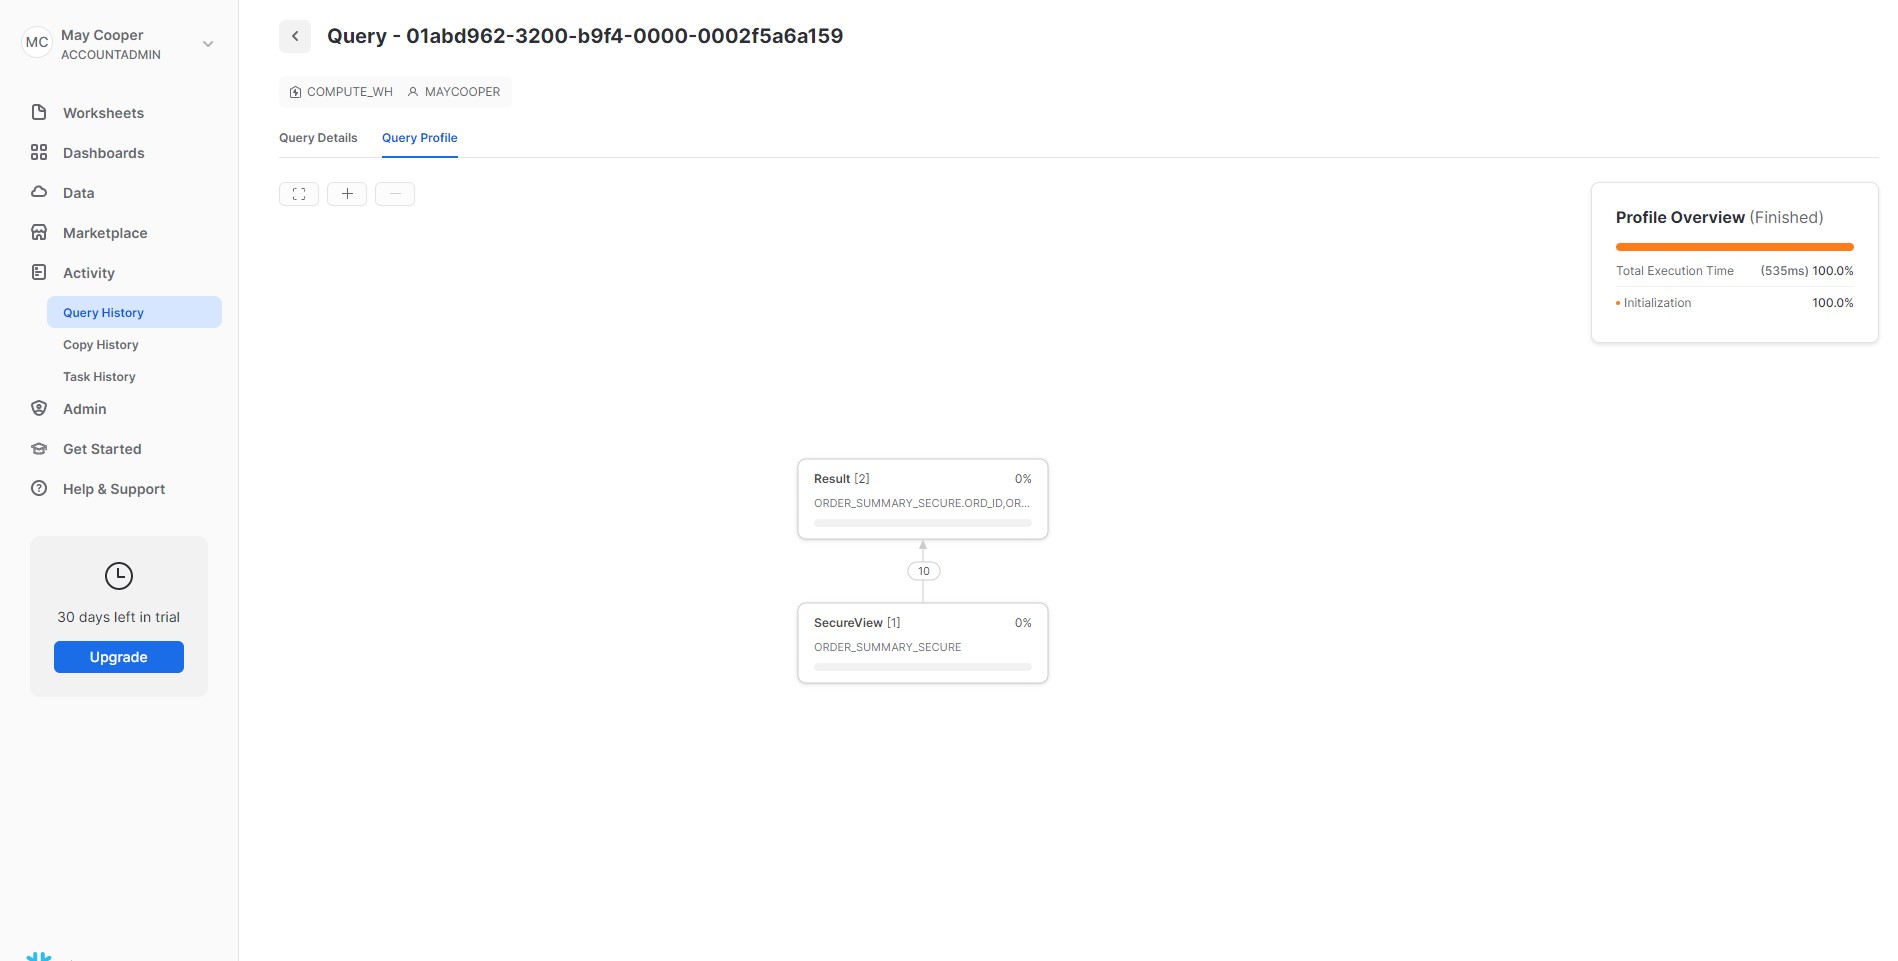 MC
May Cooper
ACCOUNTADMIN
Worksheets
Dashboards
Data
Marketplace
Activity
Query History
Copy History
Task History
Admin
Get Started
Help & Support
30 days left in trial
Upgrade
Query - 01abd962-3200-b9f4-0000-0002f5a6a159
COMPUTE_WH MAYCOOPER
Query Details Query Profile
Profile Overview (Finished)
Total Execution Time (535ms) 100.0%
Initialization 100.0%
Result [2] 0%
ORDER_SUMMARY_SECURE.ORD_ID,OR...
10
SecureView [1] 0%
ORDER_SUMMARY_SECURE